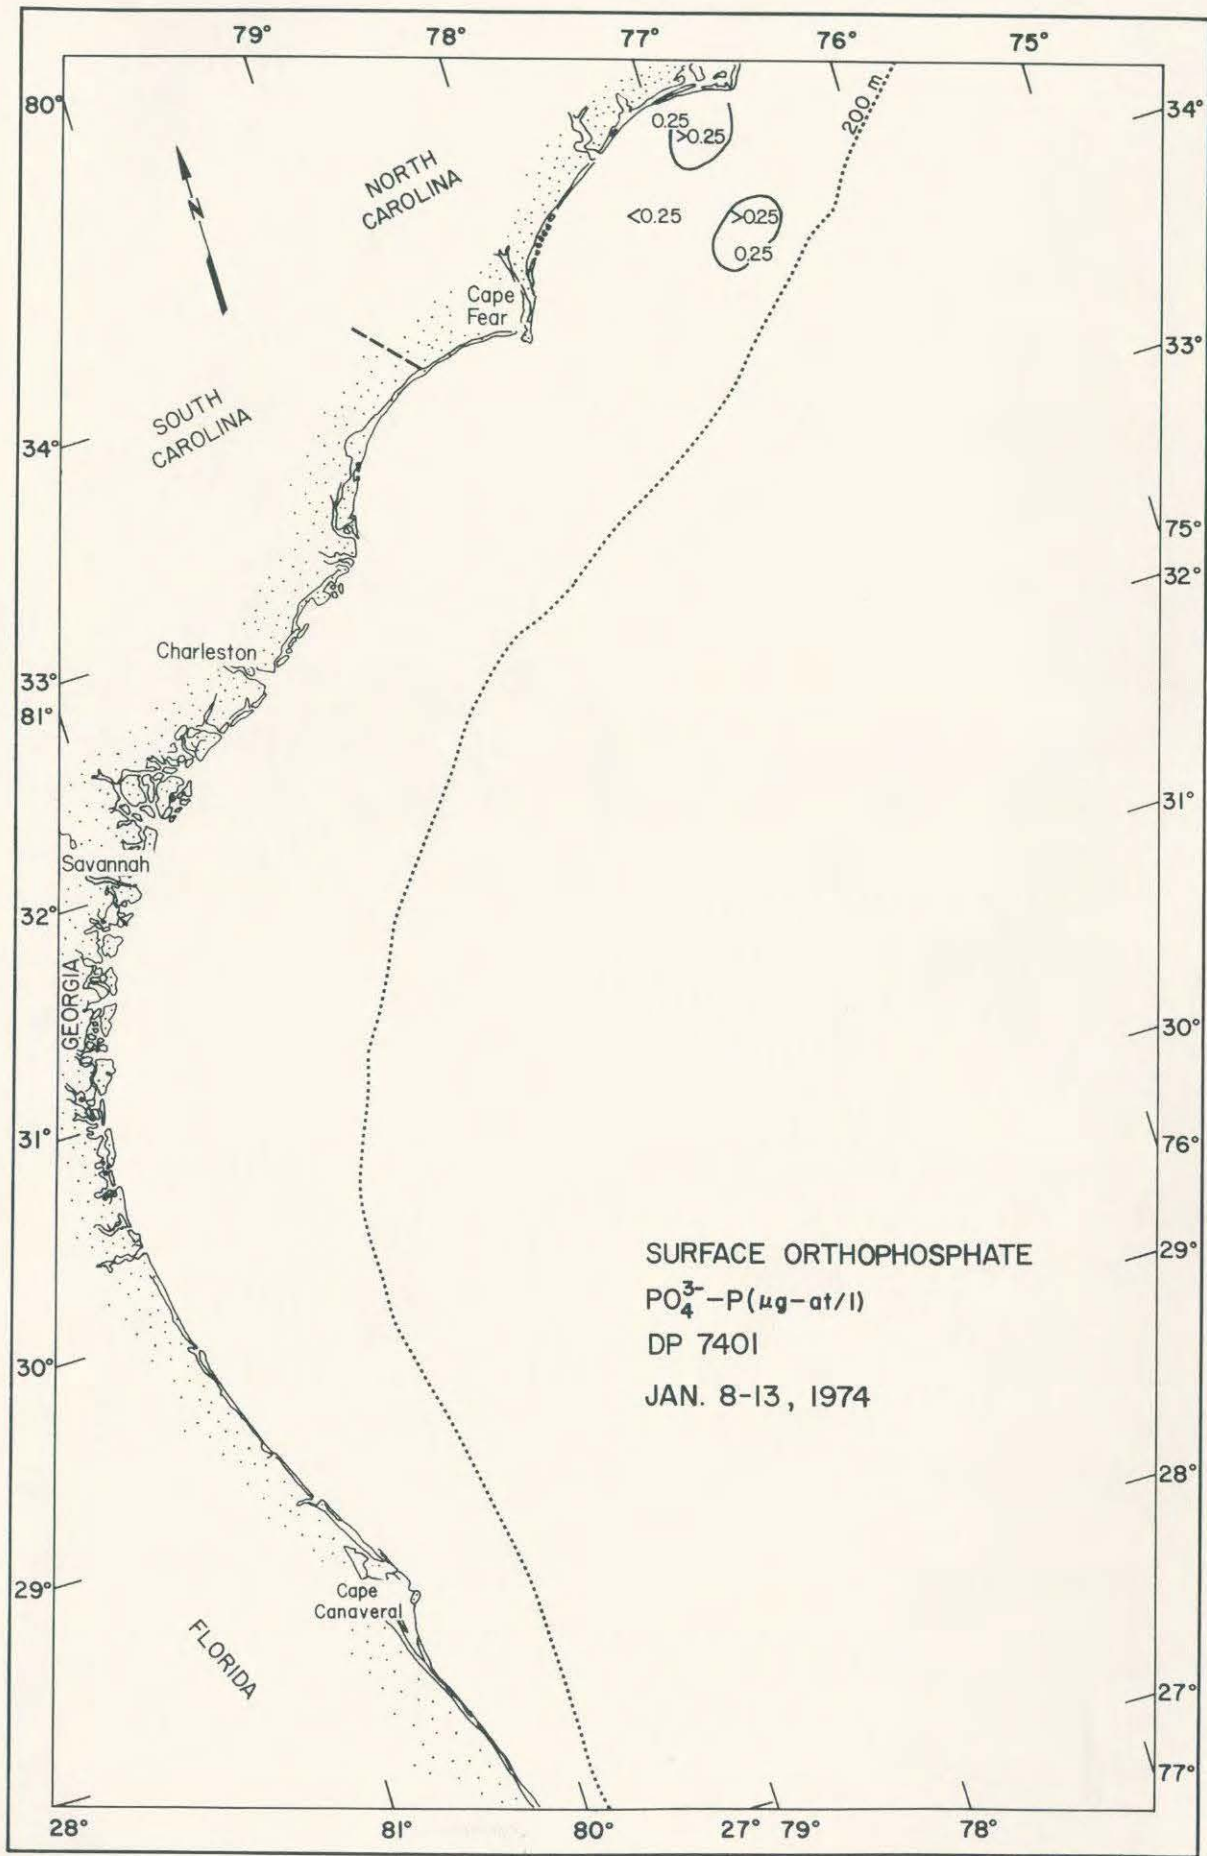 79° 78° 77° 76° 75°
80°
34°
200 m
0.25
>0.25
NORTH
CAROLINA
N
<0.25
>0.25
0.25
Cape
Fear
33°
SOUTH
CAROLINA
34°
75°
32°
Charleston
33°
81°
31°
Savannah
32°
GEORGIA
30°
31°
76°
SURFACE ORTHOPHOSPHATE
29°
PO₄³⁻-P(μg-at/l)
DP 7401
30°
JAN. 8-13, 1974
28°
29°
Cape
Canaveral
FLORIDA
27°
77°
28° 81° 80° 27° 79° 78°